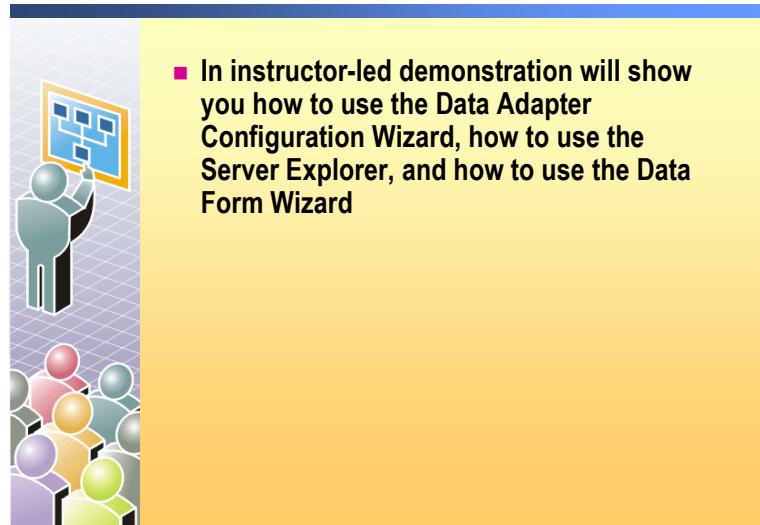 In instructor-led demonstration will show
you how to use the Data Adapter
Configuration Wizard, how to use the
Server Explorer, and how to use the Data
Form Wizard